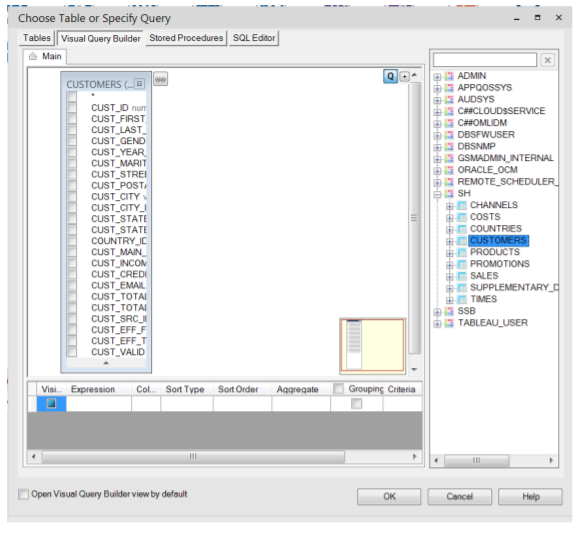 Choose Table or Specify Query
Tables Visual Query Builder Stored Procedures SQL Editor
Main
CUSTOMERS (...
*
CUST_ID num
CUST_FIRST_
CUST_LAST_
CUST_GEND
CUST_YEAR_
CUST_MARIT
CUST_STREE
CUST_POSTA
CUST_CITY v
CUST_CITY_I
CUST_STATE
CUST_STATE
COUNTRY_ID
CUST_MAIN_
CUST_INCOM
CUST_CREDI
CUST_EMAIL
CUST_TOTAL
CUST_TOTAL
CUST_SRC_I
CUST_EFF_F
CUST_EFF_T
CUST_VALID
Q
ADMIN
APPQOSSYS
AUDSYS
C##CLOUD$SERVICE
C##OMLIDM
DBSFWUSER
DBSNMP
GSMADMIN_INTERNAL
ORACLE_OCM
REMOTE_SCHEDULER_
SH
CHANNELS
COSTS
COUNTRIES
CUSTOMERS
PRODUCTS
PROMOTIONS
SALES
SUPPLEMENTARY_D
TIMES
SSB
TABLEAU_USER
Visi... Expression Col... Sort Type Sort Order Aggregate Grouping Criteria
Open Visual Query Builder view by default
OK Cancel Help